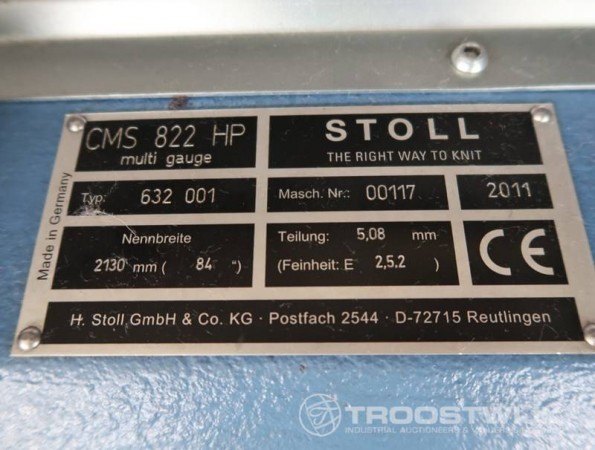 CMS 822 HP
multi gauge
STOLL
THE RIGHT WAY TO KNIT
Made in Germany
Typ: 632 001
Masch. Nr.: 00117
2011
Nennbreite
2130 mm ( 84 “)
Teilung: 5,08 mm
(Feinheit: E 2,5.2 )
CE
H. Stoll GmbH & Co. KG · Postfach 2544 · D-72715 Reutlingen
TROOSTWIJK
INDUSTRIAL AUCTIONEERS &